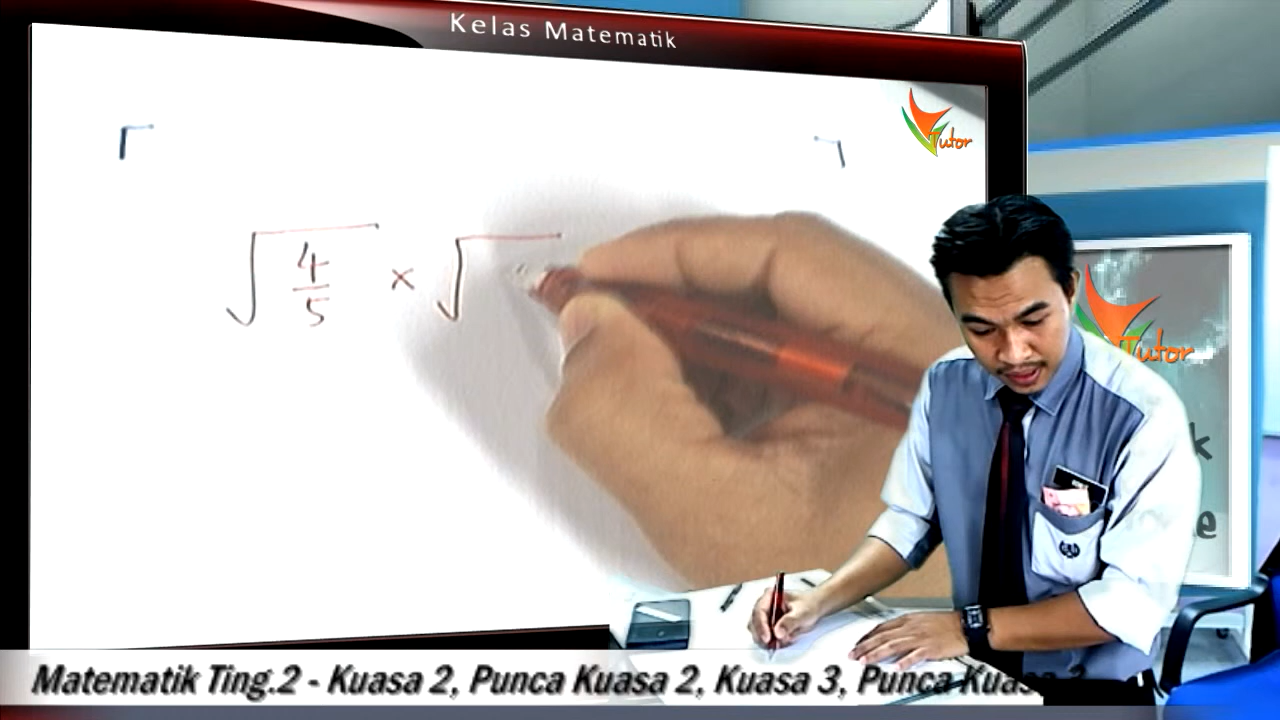 Kelas Matematik
Tutor
√4/5 × √
Tutor
k
e
Matematik Ting.2 - Kuasa 2, Punca Kuasa 2, Kuasa 3, Punca Kuasa